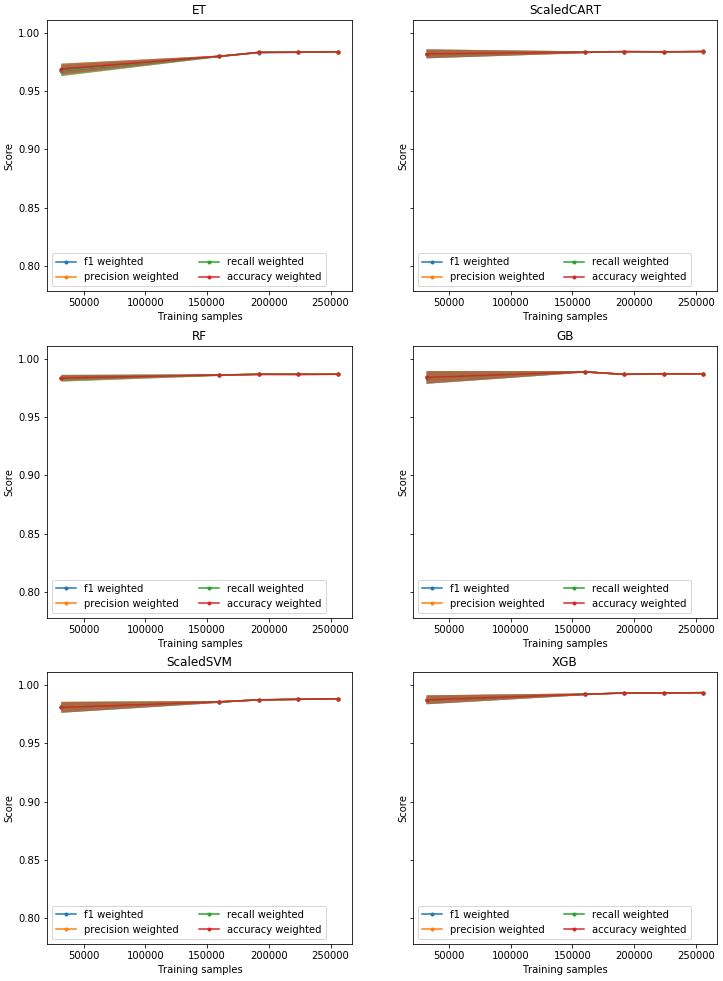 ET
ScaledCART
1.00
0.95
0.90
0.85
0.80
Score
Score
f1 weighted
recall weighted
precision weighted
accuracy weighted
f1 weighted
recall weighted
precision weighted
accuracy weighted
50000 100000 150000 200000 250000
50000 100000 150000 200000 250000
Training samples
Training samples
RF
GB
1.00
0.95
0.90
0.85
0.80
Score
Score
f1 weighted
recall weighted
precision weighted
accuracy weighted
f1 weighted
recall weighted
precision weighted
accuracy weighted
50000 100000 150000 200000 250000
50000 100000 150000 200000 250000
Training samples
Training samples
ScaledSVM
XGB
1.00
0.95
0.90
0.85
0.80
Score
Score
f1 weighted
recall weighted
precision weighted
accuracy weighted
f1 weighted
recall weighted
precision weighted
accuracy weighted
50000 100000 150000 200000 250000
50000 100000 150000 200000 250000
Training samples
Training samples